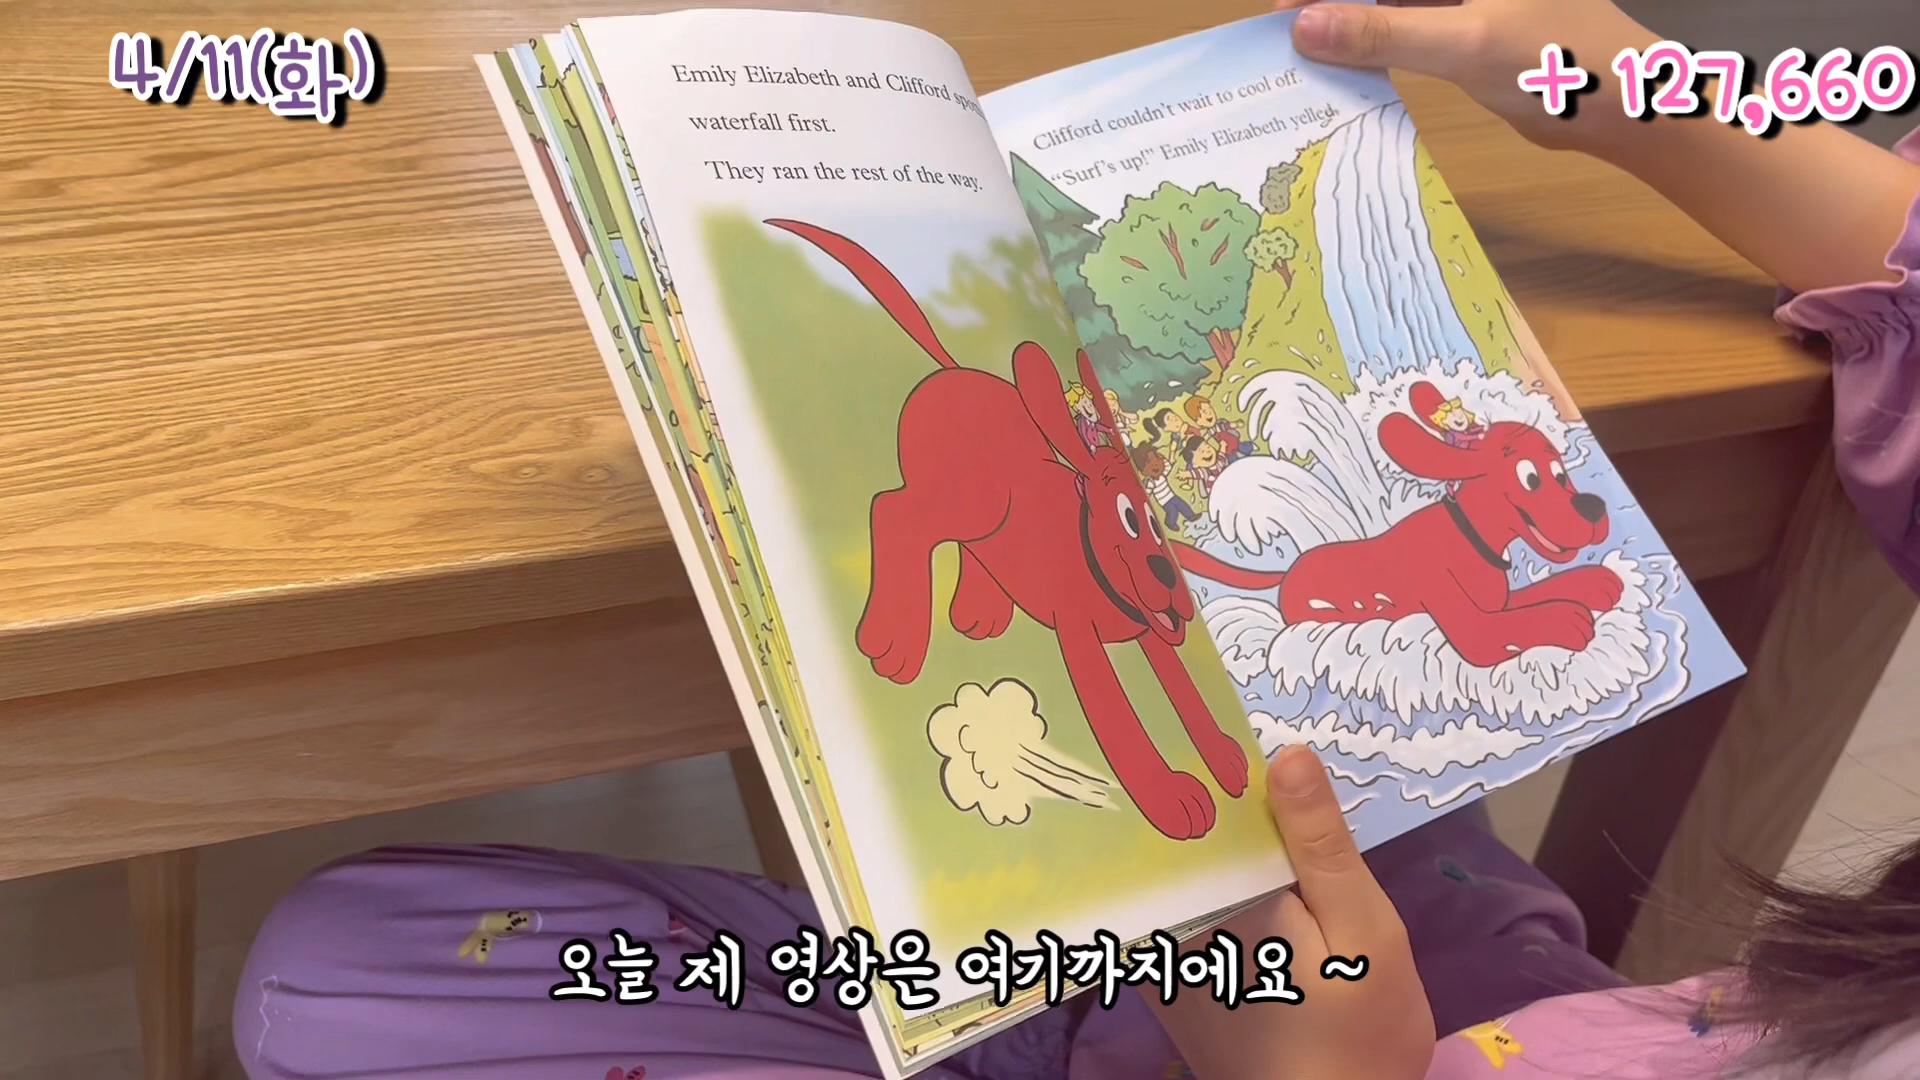 4/11(화)
+ 127,660
Emily Elizabeth and Clifford
waterfall first.
They ran the rest of the way.
Clifford couldn't wait to cool off.
“Surf's up!” Emily Elizabeth yelled.
오늘 제 영상은 여기까지에요 ~